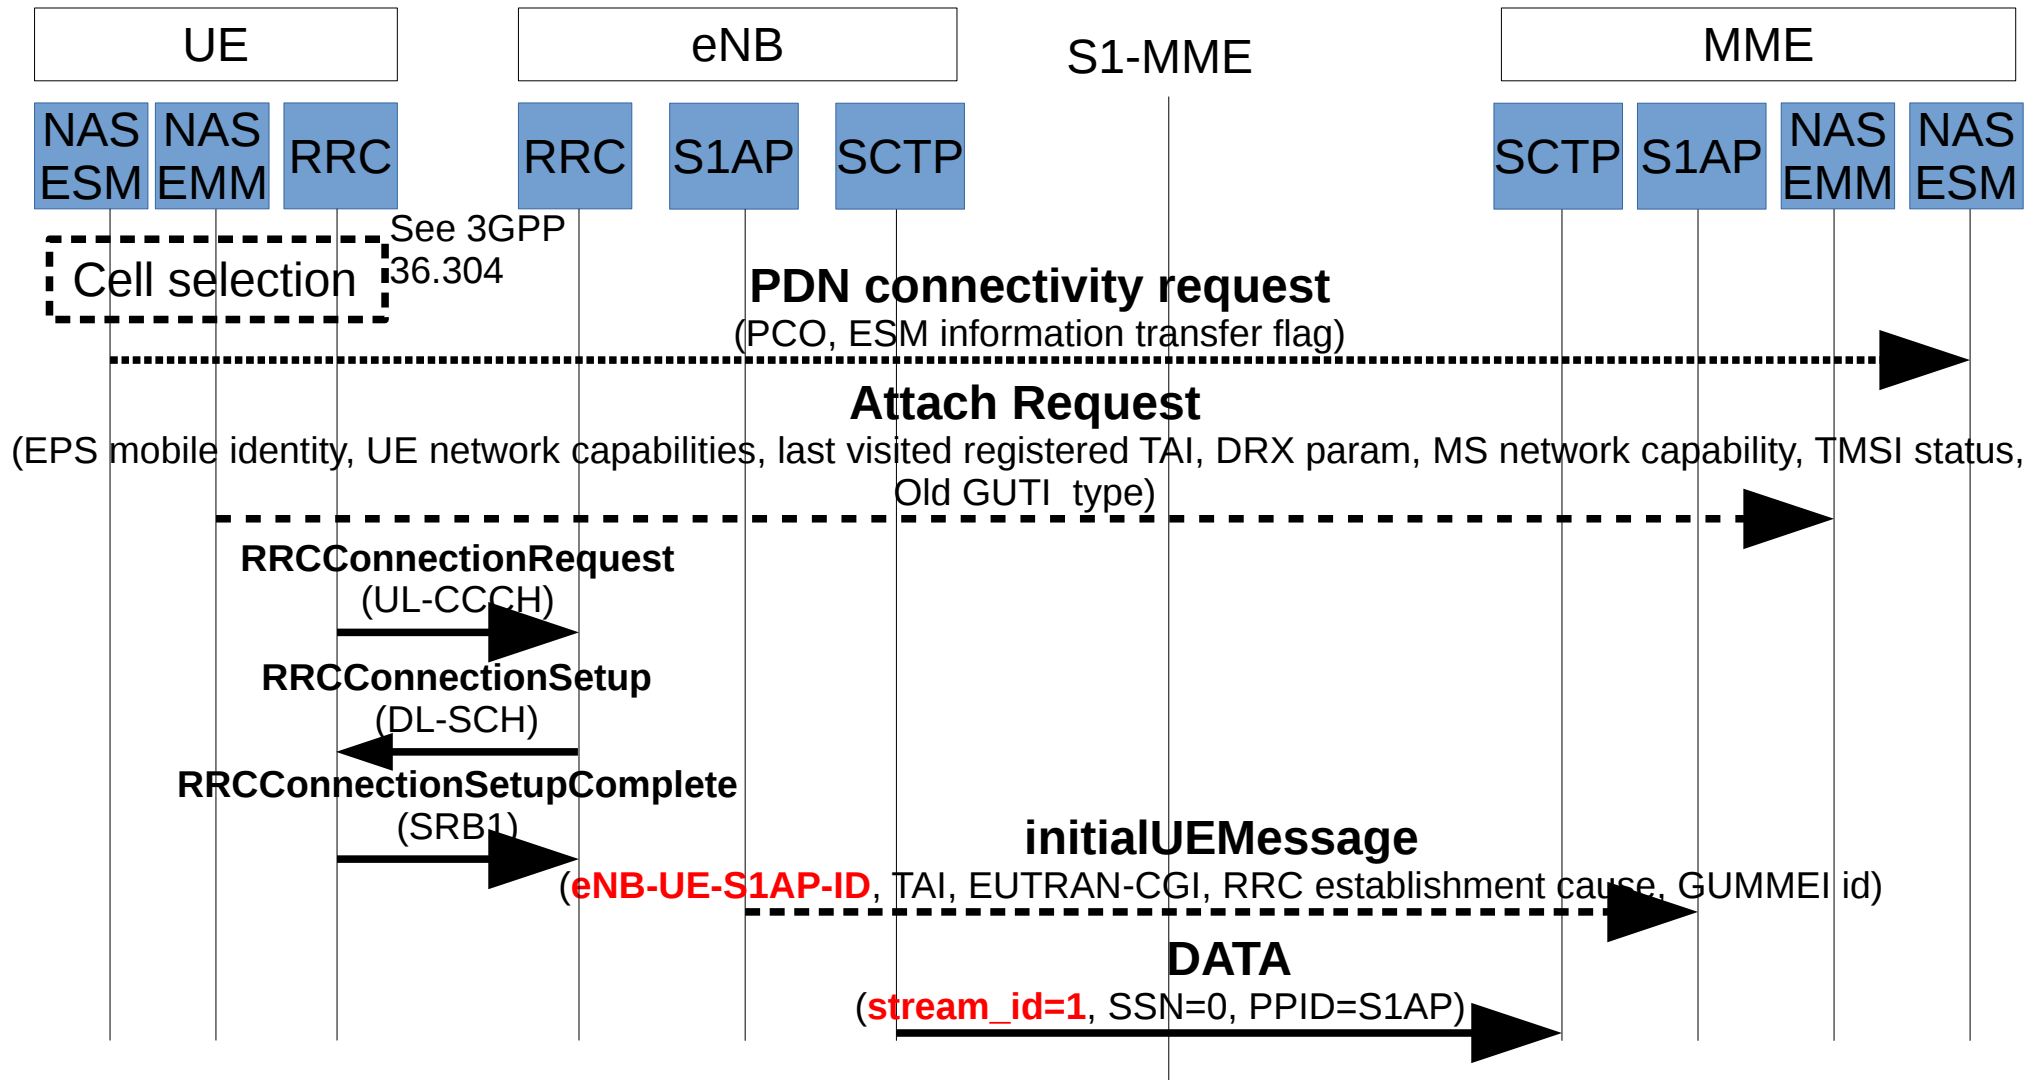 UE
eNB
S1-MME
MME
NAS
ESM
NAS
EMM
RRC
RRC
S1AP
SCTP
SCTP
S1AP
NAS
EMM
NAS
ESM
See 3GPP
36.304
Cell selection
PDN connectivity request
(PCO, ESM information transfer flag)
Attach Request
(EPS mobile identity, UE network capabilities, last visited registered TAI, DRX param, MS network capability, TMSI status,
Old GUTI  type)
RRCConnectionRequest
(UL-CCCH)
RRCConnectionSetup
(DL-SCH)
RRCConnectionSetupComplete
(SRB1)
initialUEMessage
(eNB-UE-S1AP-ID, TAI, EUTRAN-CGI, RRC establishment cause, GUMMEI id)
DATA
(stream_id=1, SSN=0, PPID=S1AP)